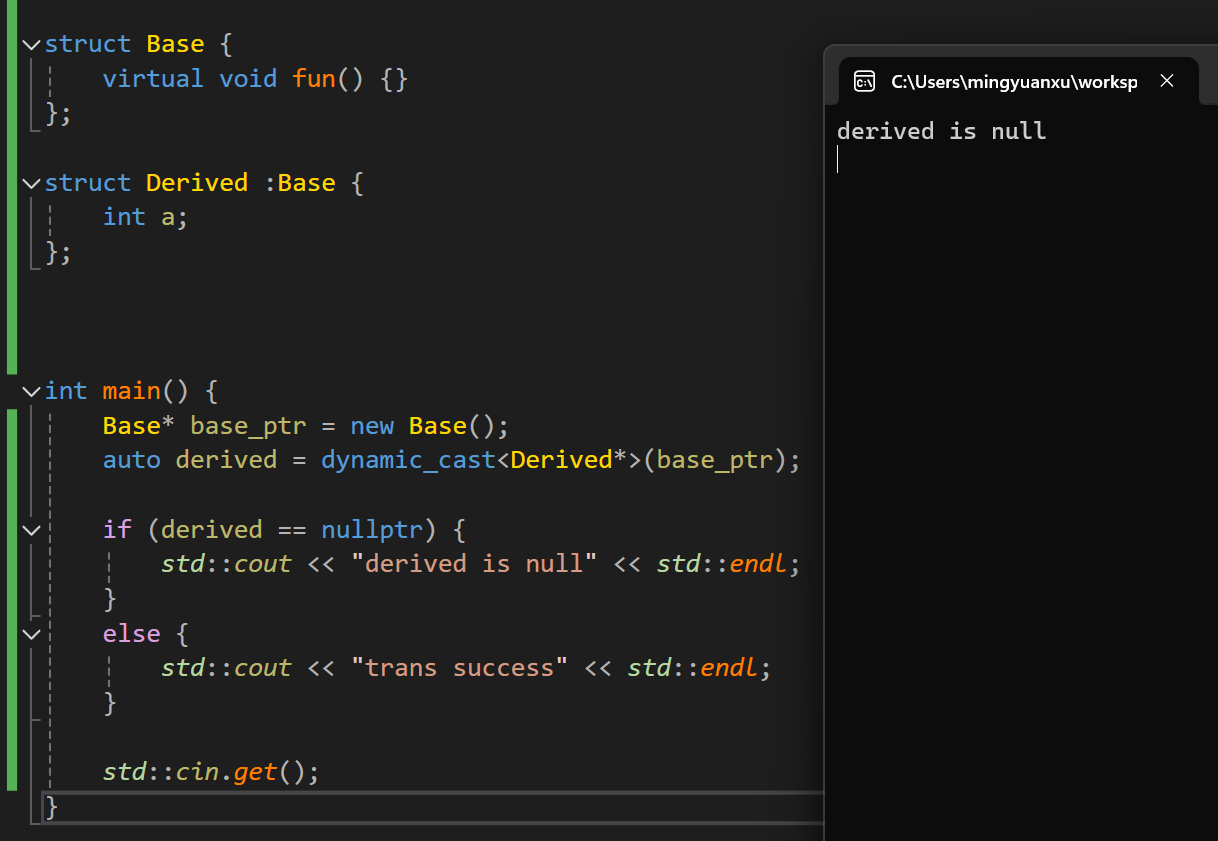 struct Base {
virtual void fun() {}
};
struct Derived :Base {
int a;
};
int main() {
Base* base_ptr = new Base();
auto derived = dynamic_cast<Derived*>(base_ptr);
if (derived == nullptr) {
std::cout << "derived is null" << std::endl;
}
else {
std::cout << "trans success" << std::endl;
}
std::cin.get();
}
C:\Users\mingyuanxu\worksp
derived is null